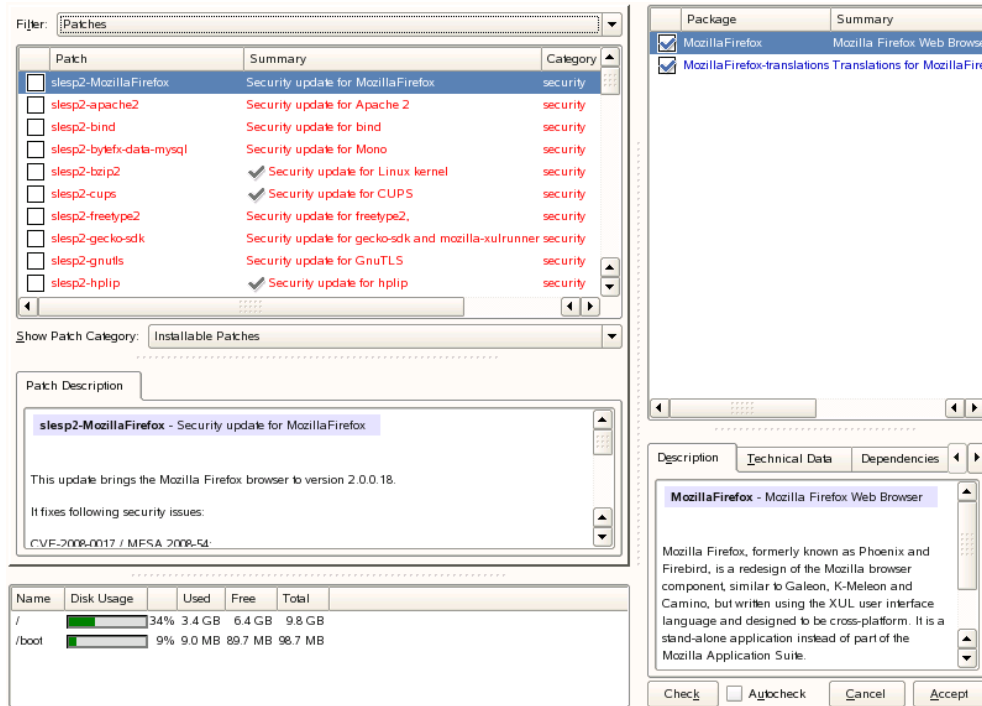 Filter: Patches
Patch Summary Category
slesp2-MozillaFirefox Security update for MozillaFirefox security
slesp2-apache2 Security update for Apache 2 security
slesp2-bind Security update for bind security
slesp2-bytefx-data-mysql Security update for Mono security
slesp2-bzip2 Security update for Linux kernel security
slesp2-cups Security update for CUPS security
slesp2-freetype2 Security update for freetype2, security
slesp2-gecko-sdk Security update for gecko-sdk and mozilla-xulrunner security
slesp2-gnutls Security update for GnuTLS security
slesp2-hplip Security update for hplip security
Show Patch Category: Installable Patches
Patch Description
slesp2-MozillaFirefox - Security update for MozillaFirefox
This update brings the Mozilla Firefox browser to version 2.0.0.18.
It fixes following security issues:
CVE-2008-0017 / MFSA 2008-54:
Name Disk Usage Used Free Total
/ 34% 3.4 GB 6.4 GB 9.8 GB
/boot 9% 9.0 MB 89.7 MB 98.7 MB
Package Summary
MozillaFirefox Mozilla Firefox Web Browse
MozillaFirefox-translations Translations for MozillaFire
Description Technical Data Dependencies
MozillaFirefox - Mozilla Firefox Web Browser
Mozilla Firefox, formerly known as Phoenix and
Firebird, is a redesign of the Mozilla browser
component, similar to Galeon, K-Meleon and
Camino, but written using the XUL user interface
language and designed to be cross-platform. It is a
stand-alone application instead of part of the
Mozilla Application Suite.
Check Autocheck Cancel Accept